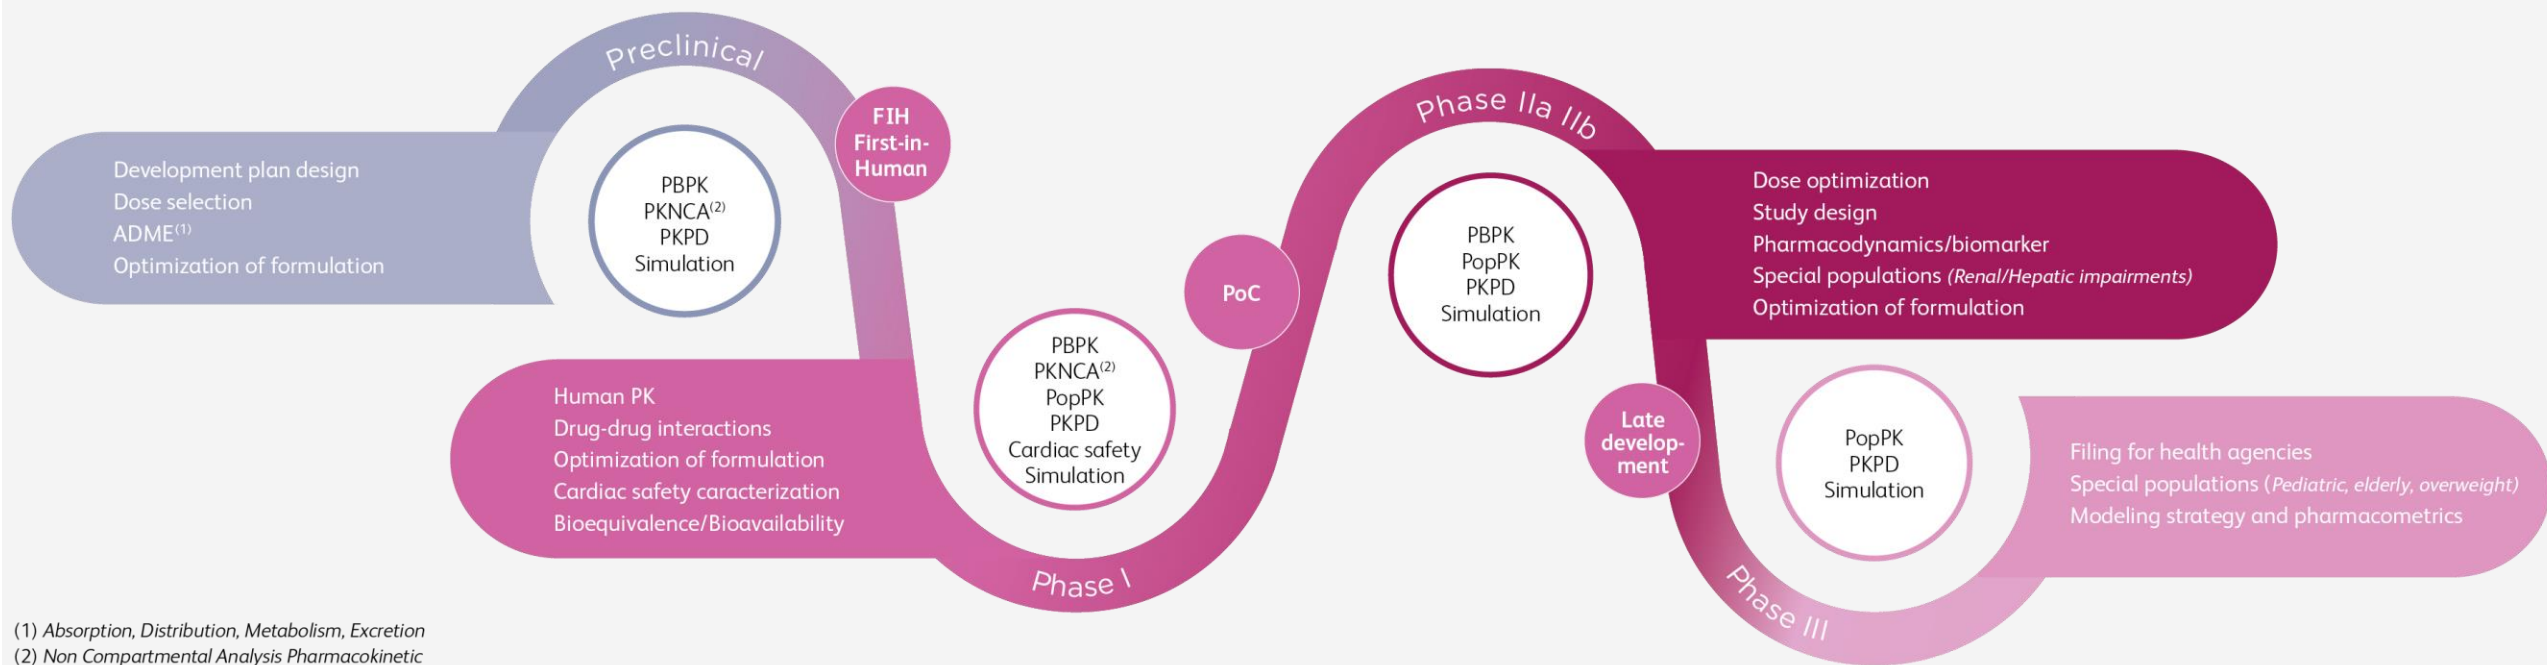 Preclinical
Development plan design
Dose selection
ADME(1)
Optimization of formulation
PBPK
PKNCA(2)
PKPD
Simulation
FIH
First-in-
Human
Human PK
Drug-drug interactions
Optimization of formulation
Cardiac safety caracterization
Bioequivalence/Bioavailability
PBPK
PKNCA(2)
PopPK
PKPD
Cardiac safety
Simulation
Phase I
PoC
Phase IIa IIb
PBPK
PopPK
PKPD
Simulation
Dose optimization
Study design
Pharmacodynamics/biomarker
Special populations (Renal/Hepatic impairments)
Optimization of formulation
Late
develop-
ment
PopPK
PKPD
Simulation
Phase III
Filing for health agencies
Special populations (Pediatric, elderly, overweight)
Modeling strategy and pharmacometrics
(1) Absorption, Distribution, Metabolism, Excretion
(2) Non Compartmental Analysis Pharmacokinetic